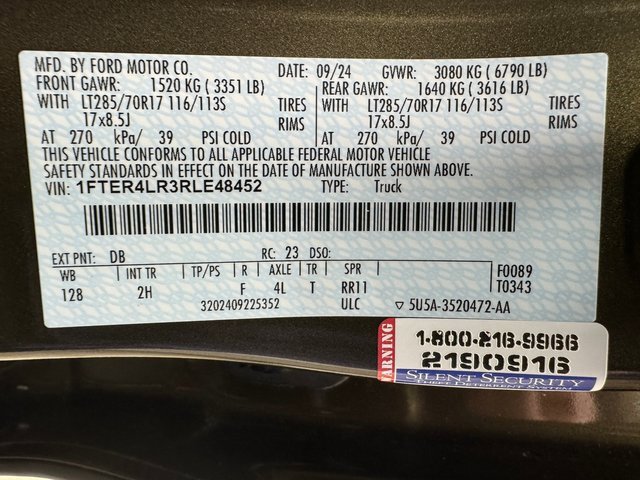 MFD. BY FORD MOTOR CO. DATE: 09/24 GVWR: 3080 KG ( 6790 LB)
FRONT GAWR: 1520 KG ( 3351 LB) REAR GAWR: 1640 KG ( 3616 LB)
WITH LT285/70R17 116/113S TIRES WITH LT285/70R17 116/113S TIRES
17x8.5J RIMS 17x8.5J RIMS
AT 270 kPa/ 39 PSI COLD AT 270 kPa/ 39 PSI COLD
THIS VEHICLE CONFORMS TO ALL APPLICABLE FEDERAL MOTOR VEHICLE
SAFETY STANDARDS IN EFFECT ON THE DATE OF MANUFACTURE SHOWN ABOVE.
VIN: 1FTER4LR3RLE48452 TYPE: Truck
EXT PNT: DB RC: 23 DSO:
WB INT TR TP/PS R AXLE TR SPR F0089
128 2H F 4L T RR11 T0343
3202409225352 ULC ▽ 5U5A-3520472-AA
WARNING
1-800-216-9966
2190916
SILENT SECURITY
THEFT DETERRENT SYSTEM